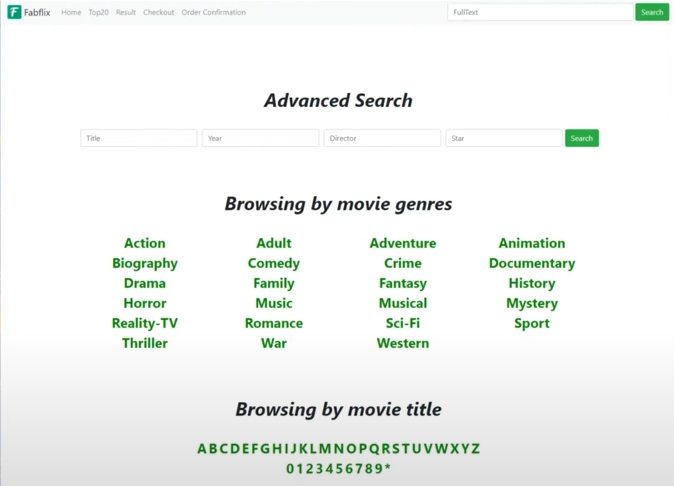 Fabflix Home Top20 Result Checkout Order Confirmation FullText Search
Advanced Search
Title Year Director Star Search
Browsing by movie genres
Action Adult Adventure Animation
Biography Comedy Crime Documentary
Drama Family Fantasy History
Horror Music Musical Mystery
Reality-TV Romance Sci-Fi Sport
Thriller War Western
Browsing by movie title
A B C D E F G H I J K L M N O P Q R S T U V W X Y Z
0 1 2 3 4 5 6 7 8 9 *